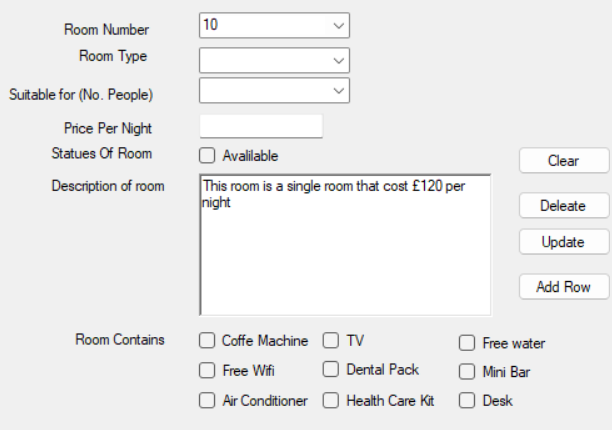 Room Number 10
Room Type
Suitable for (No. People)
Price Per Night
Statues Of Room Avalilable
Clear
Description of room This room is a single room that cost £120 per
night
Deleate
Update
Add Row
Room Contains Coffe Machine TV Free water
Free Wifi Dental Pack Mini Bar
Air Conditioner Health Care Kit Desk